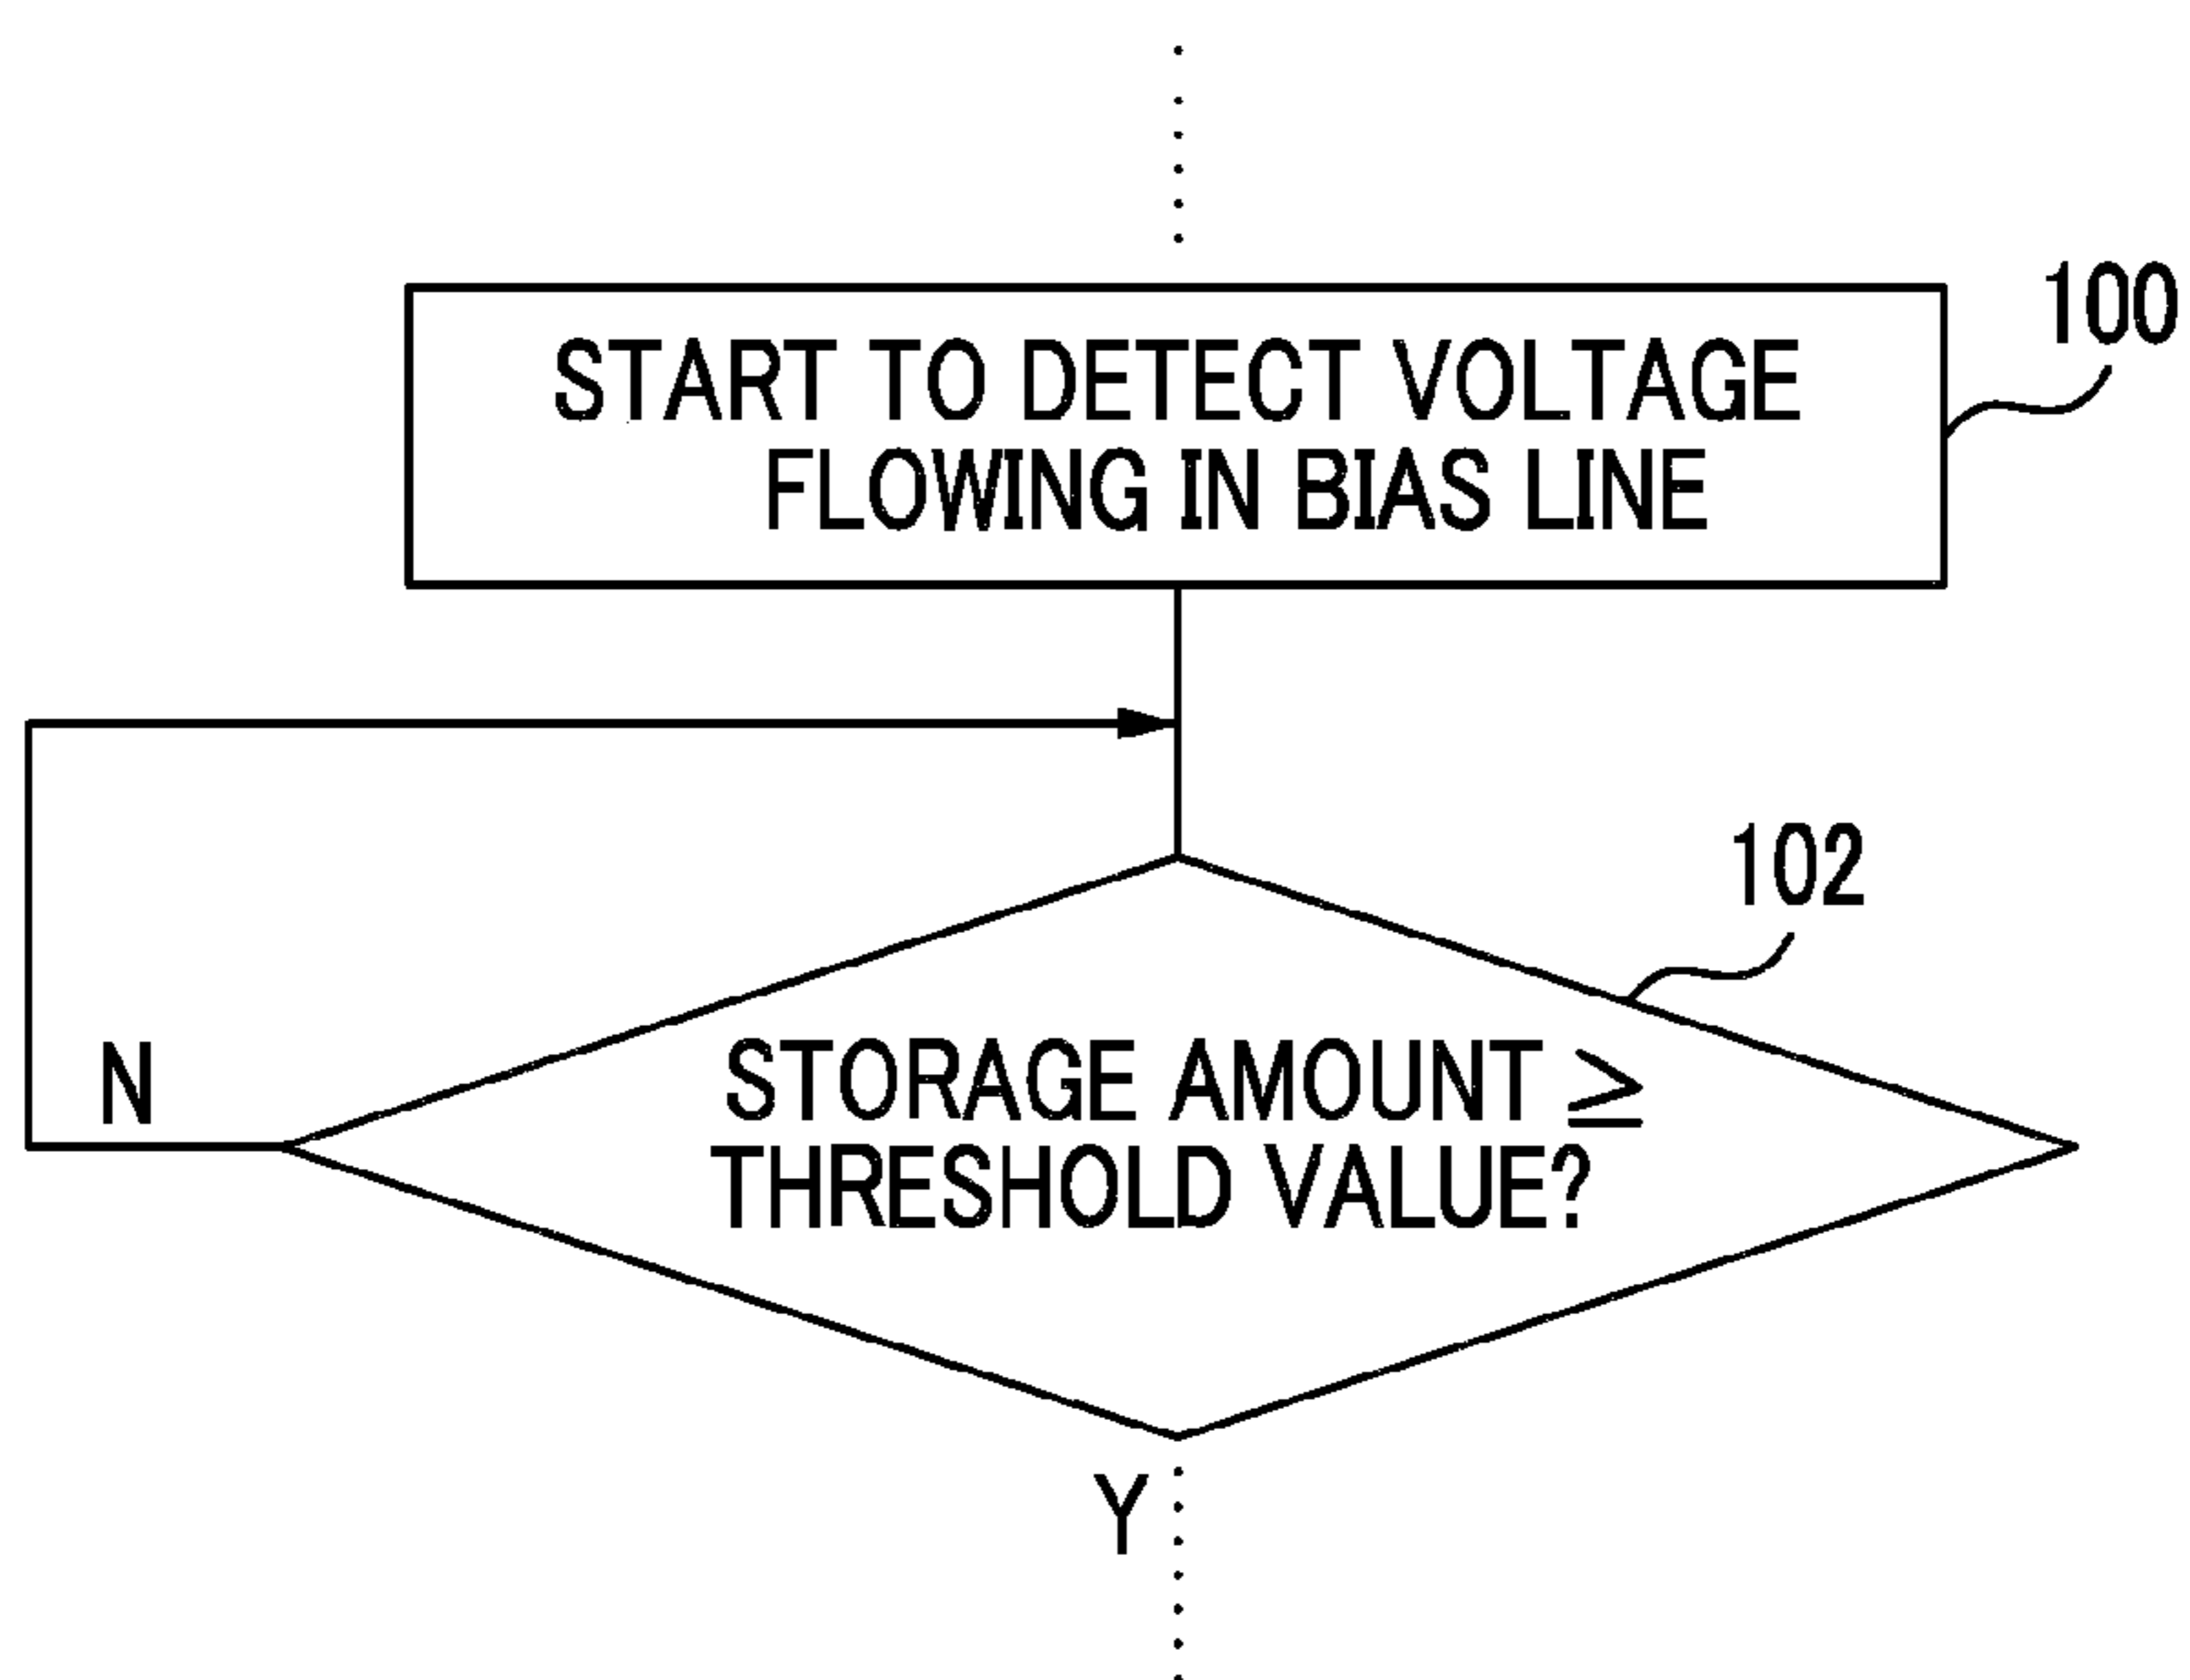 100
START TO DETECT VOLTAGE
FLOWING IN BIAS LINE
102
N
STORAGE AMOUNT ≥
THRESHOLD VALUE?
Y